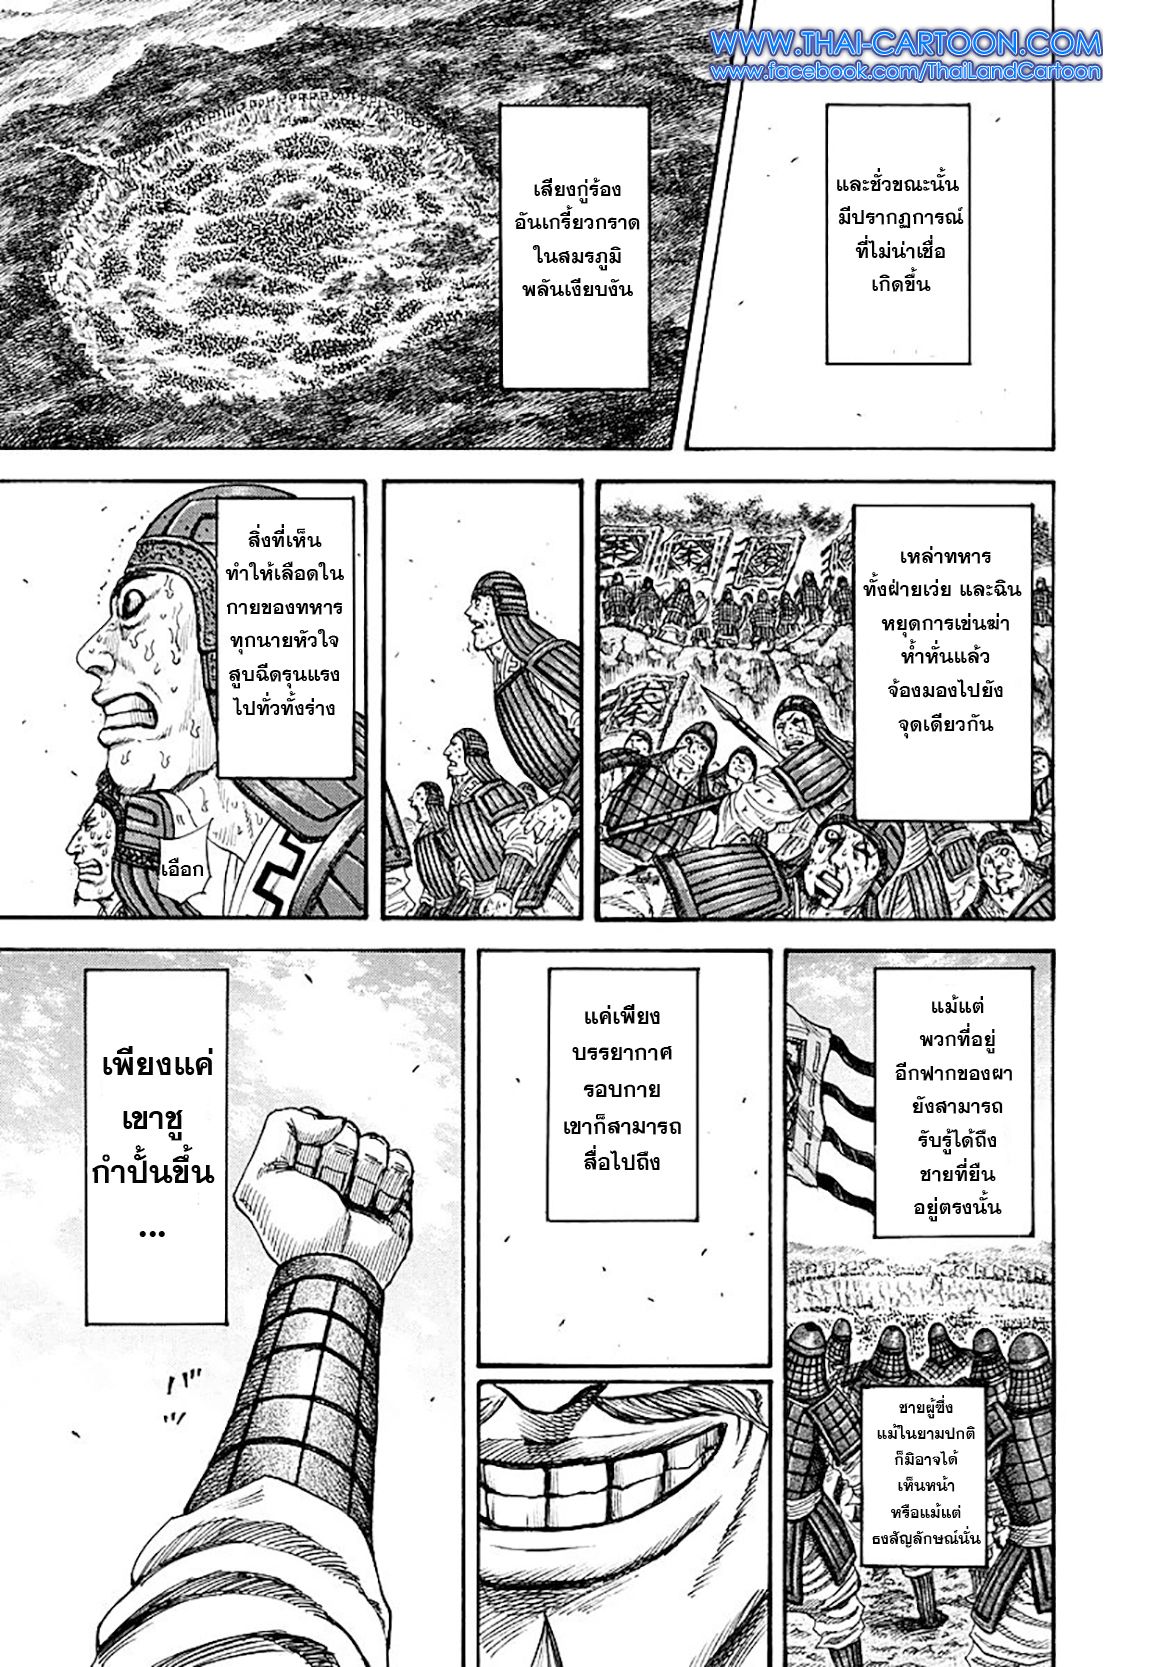 WWW.THAI-CARTOON.COM
www.facebook.com/ThaiLandCartoon
และชั่วขณะนั้น
มีปรากฏการณ์
ที่ไม่น่าเชื่อ
เกิดขึ้น
เสียงกู่ร้อง
อันเกรี้ยวกราด
ในสมรภูมิ
พลันเงียบงัน
เหล่าทหาร
ทั้งฝ่ายเว่ย และฉิน
หยุดการเข่นฆ่า
ห้ำหั่นแล้ว
จ้องมองไปยัง
จุดเดียวกัน
สิ่งที่เห็น
ทำให้เลือดใน
กายของทหาร
ทุกนายหัวใจ
สูบฉีดรุนแรง
ไปทั่วทั้งร่าง
เอือก
แม้แต่
พวกที่อยู่
อีกฟากของผา
ยังสามารถ
รับรู้ได้ถึง
ชายที่ยืน
อยู่ตรงนั้น
ชายผู้ซึ่ง
แม้ในยามปกติ
ก็มิอาจได้
เห็นหน้า
หรือแม้แต่
ธงสัญลักษณ์นั่น
แค่เพียง
บรรยากาศ
รอบกาย
เขาก็สามารถ
สื่อไปถึง
เพียงแค่
เขาชู
กำปั้นขึ้น
...